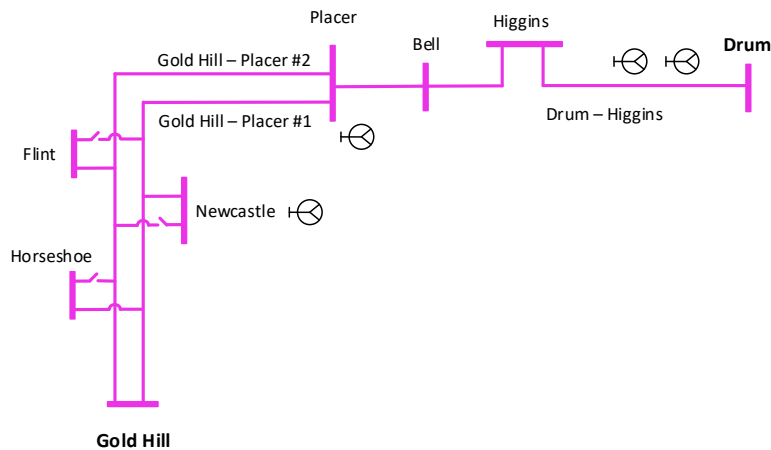 Placer
Higgins
Bell
Drum
Gold Hill – Placer #2
Gold Hill – Placer #1
Drum – Higgins
Flint
Newcastle
Horseshoe
Gold Hill